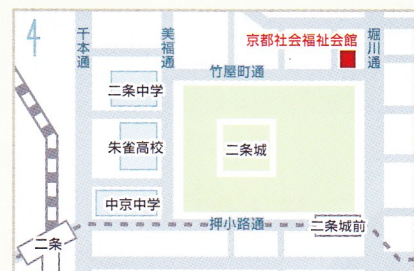 千本通
美福通
京都社会福祉会館
堀川通
竹屋町通
二条中学
朱雀高校
二条城
中京中学
押小路通
二条城前
二条